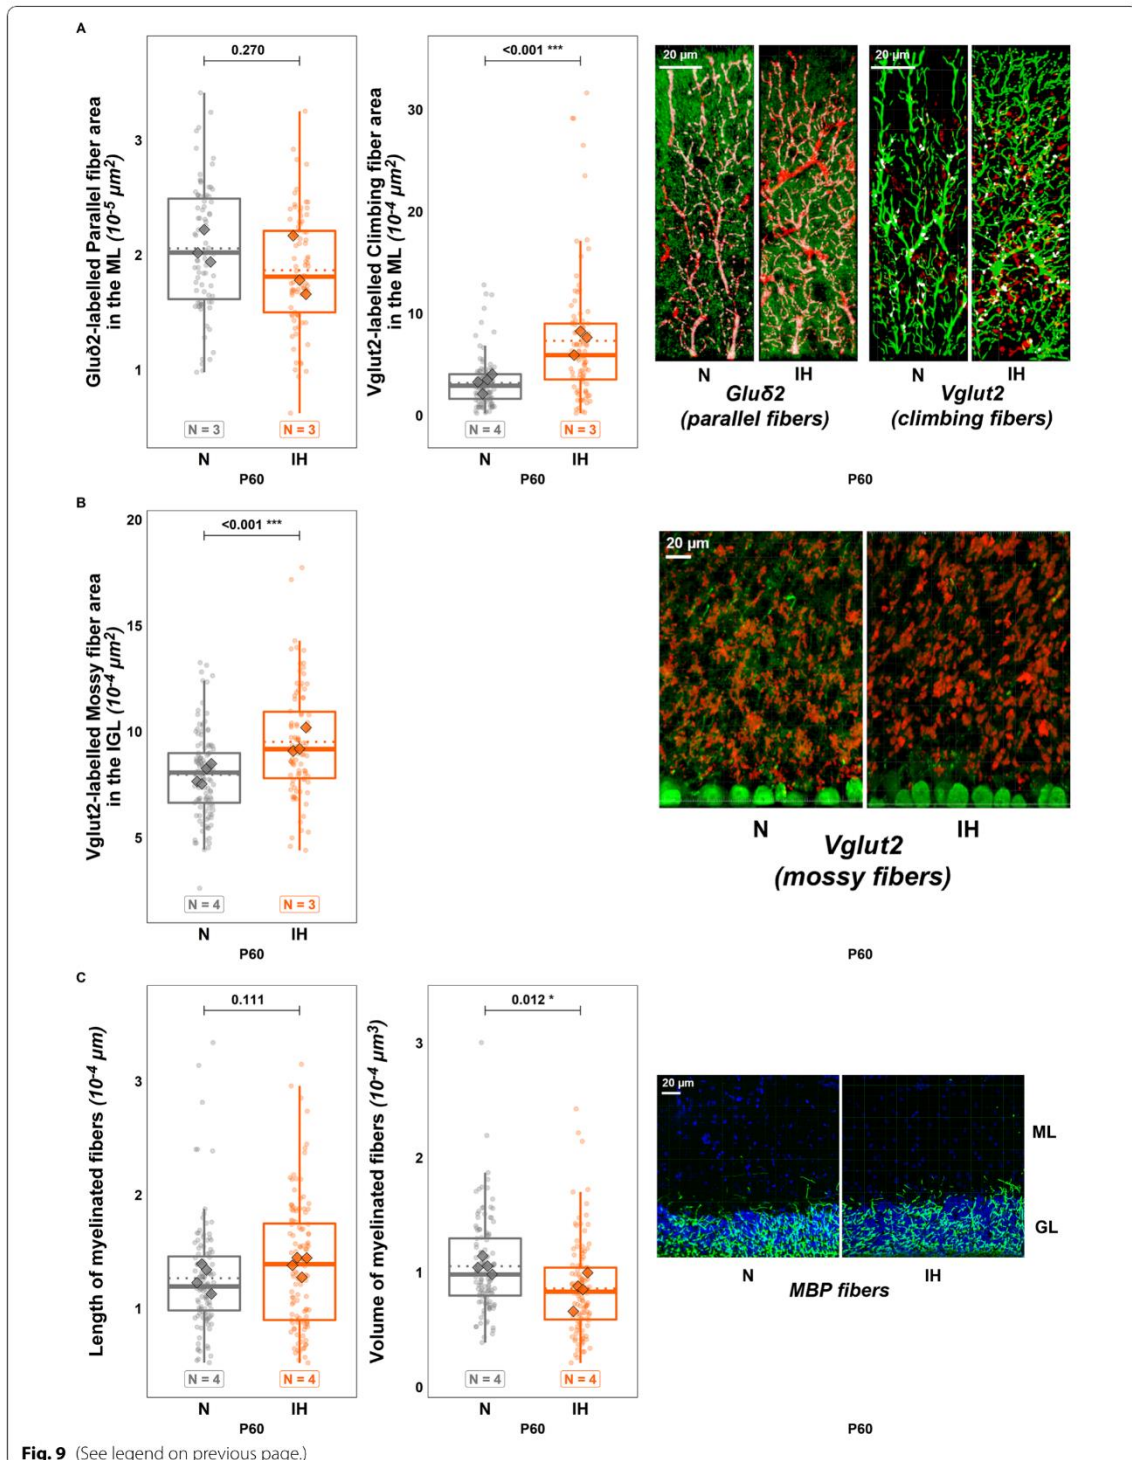 A
Gluδ2-labelled Parallel fiber area
in the ML (10-5 µm2)
0.270
3
2
1
N = 3
N = 3
N
IH
P60
Vglut2-labelled Climbing fiber area
in the ML (10-4 µm2)
<0.001 ***
30
20
10
0
N = 4
N = 3
N
IH
P60
20 µm
20 µm
N
IH
N
IH
Gluδ2
(parallel fibers)
Vglut2
(climbing fibers)
P60
B
Vglut2-labelled Mossy fiber area
in the IGL (10-4 µm2)
<0.001 ***
20
15
10
5
N = 4
N = 3
N
IH
P60
20 µm
N
IH
Vglut2
(mossy fibers)
P60
C
Length of myelinated fibers (10-4 µm)
0.111
3
2
1
N = 4
N = 4
N
IH
P60
Volume of myelinated fibers (10-4 µm3)
0.012 *
3
2
1
0
N = 4
N = 4
N
IH
P60
20 µm
ML
GL
N
IH
MBP fibers
P60
Fig. 9 (See legend on previous page.)